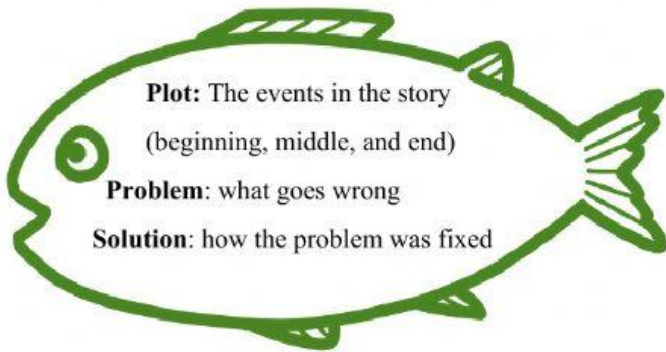 Plot: The events in the story
(beginning, middle, and end)
Problem: what goes wrong
Solution: how the problem was fixed